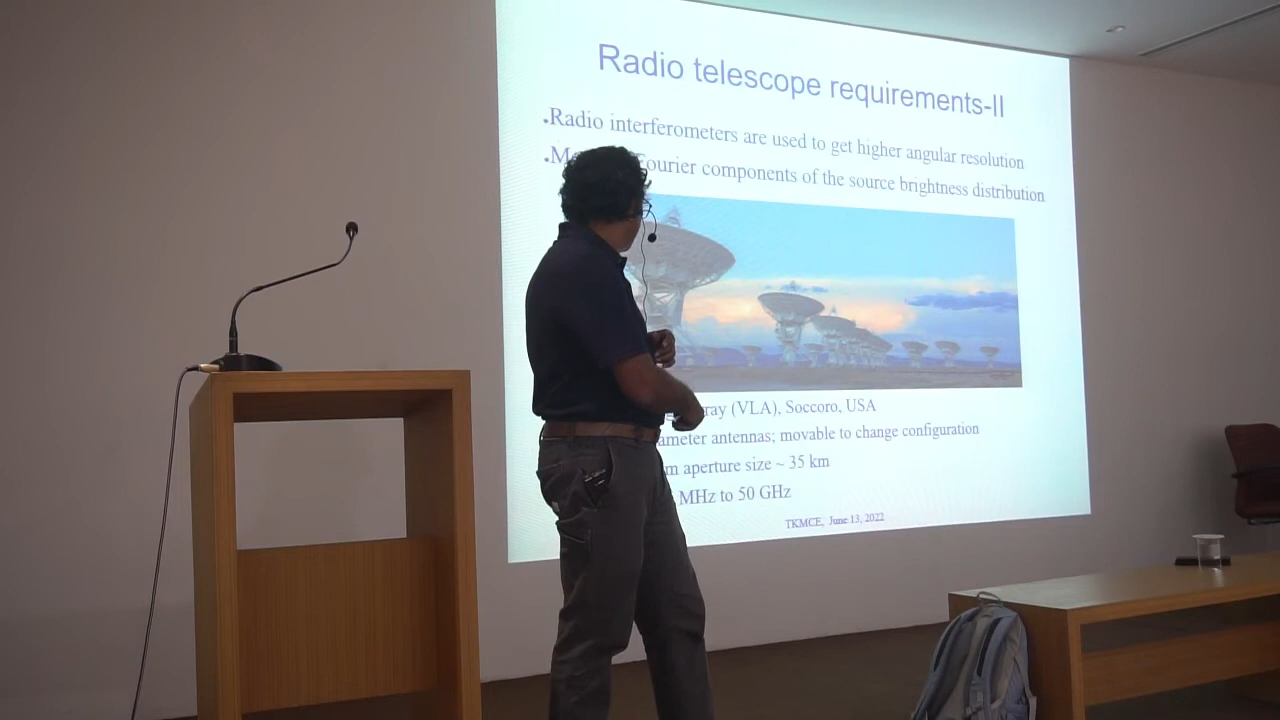 Radio telescope requirements-II
•Radio interferometers are used to get higher angular resolution
•M ourier components of the source brightness distribution
ray (VLA), Soccoro, USA
ameter antennas; movable to change configuration
m aperture size ~ 35 km
MHz to 50 GHz
TKMCE, June 13, 2022